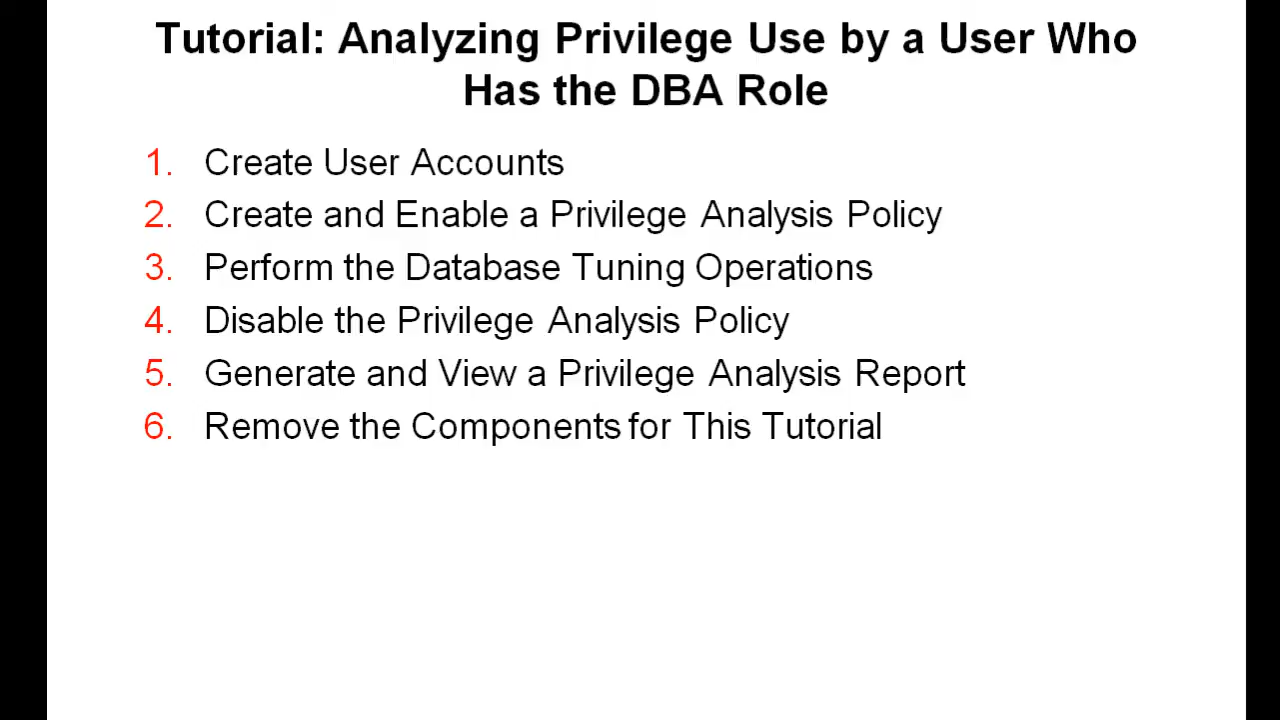 Tutorial: Analyzing Privilege Use by a User Who
Has the DBA Role
1. Create User Accounts
2. Create and Enable a Privilege Analysis Policy
3. Perform the Database Tuning Operations
4. Disable the Privilege Analysis Policy
5. Generate and View a Privilege Analysis Report
6. Remove the Components for This Tutorial